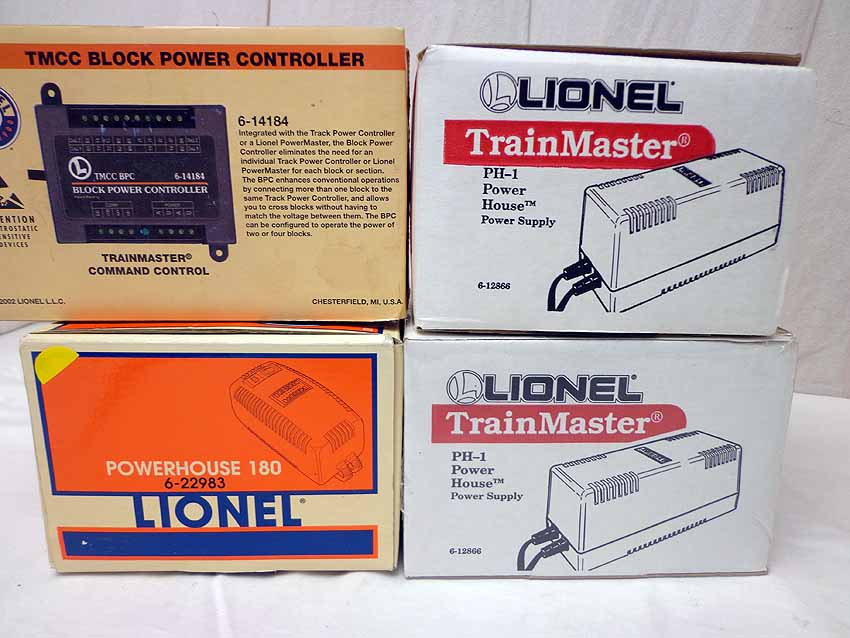 TMCC BLOCK POWER CONTROLLER
6-14184
Integrated with the Track Power Controller
or a Lionel PowerMaster, the Block Power
Controller eliminates the need for an
individual Track Power Controller or Lionel
PowerMaster for each block or section.
The BPC enhances conventional operations
by connecting more than one block to the
same Track Power Controller, and allows
you to cross blocks without having to
match the voltage between them. The BPC
can be configured to operate the power of
two or four blocks.
TMCC BPC 6-14184
BLOCK POWER CONTROLLER
POWER
TRAINMASTER®
COMMAND CONTROL
2002 LIONEL L.L.C.
CHESTERFIELD, MI, U.S.A.
LIONEL®
TrainMaster®
PH-1
Power
House™
Power Supply
6-12866
POWERHOUSE 180
6-22983
LIONEL®
LIONEL®
TrainMaster®
PH-1
Power
House™
Power Supply
6-12866